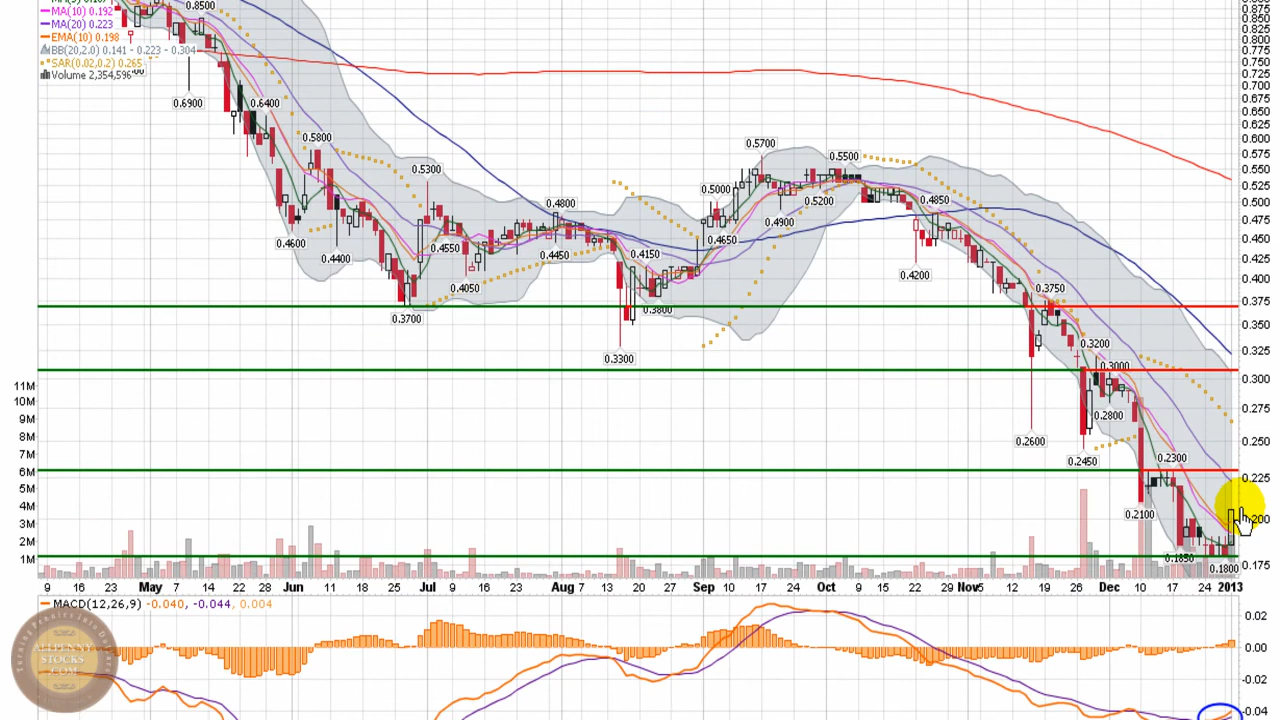 MA(10) 0.192
MA(20) 0.223
EMA(10) 0.198
BB(20,2.0) 0.141 - 0.223 - 0.304
SAR(0.02,0.2) 0.265
Volume 2,354,596
0.8500
0.6900
0.6400
0.5800
0.4600
0.4400
0.5300
0.4550
0.4050
0.3700
0.4800
0.4450
0.3300
0.4150
0.3800
0.5000
0.4650
0.5700
0.4900
0.5200
0.5500
0.4200
0.4850
0.2600
0.3750
0.2450
0.3200
0.3000
0.2800
0.2100
0.2300
0.1850
0.1800
0.850
0.800
0.775
0.750
0.725
0.700
0.675
0.650
0.625
0.600
0.575
0.550
0.525
0.500
0.475
0.450
0.425
0.400
0.375
0.350
0.325
0.300
0.275
0.250
0.225
0.200
0.175
11M
10M
9M
8M
7M
6M
5M
4M
3M
2M
1M
9 16 23 May 7 14 22 Jun 11 18 25 Jul 9 16 23 Aug 7 13 20 27 Sep 10 17 24 Oct 9 15 22 29 Nov 5 12 19 26 Dec 10 17 24 2013
MACD(12,26,9) -0.040, -0.044, 0.004
0.02
0.00
-0.02
-0.04
Turning Pennies Into Dollars
STOCKS
.COM